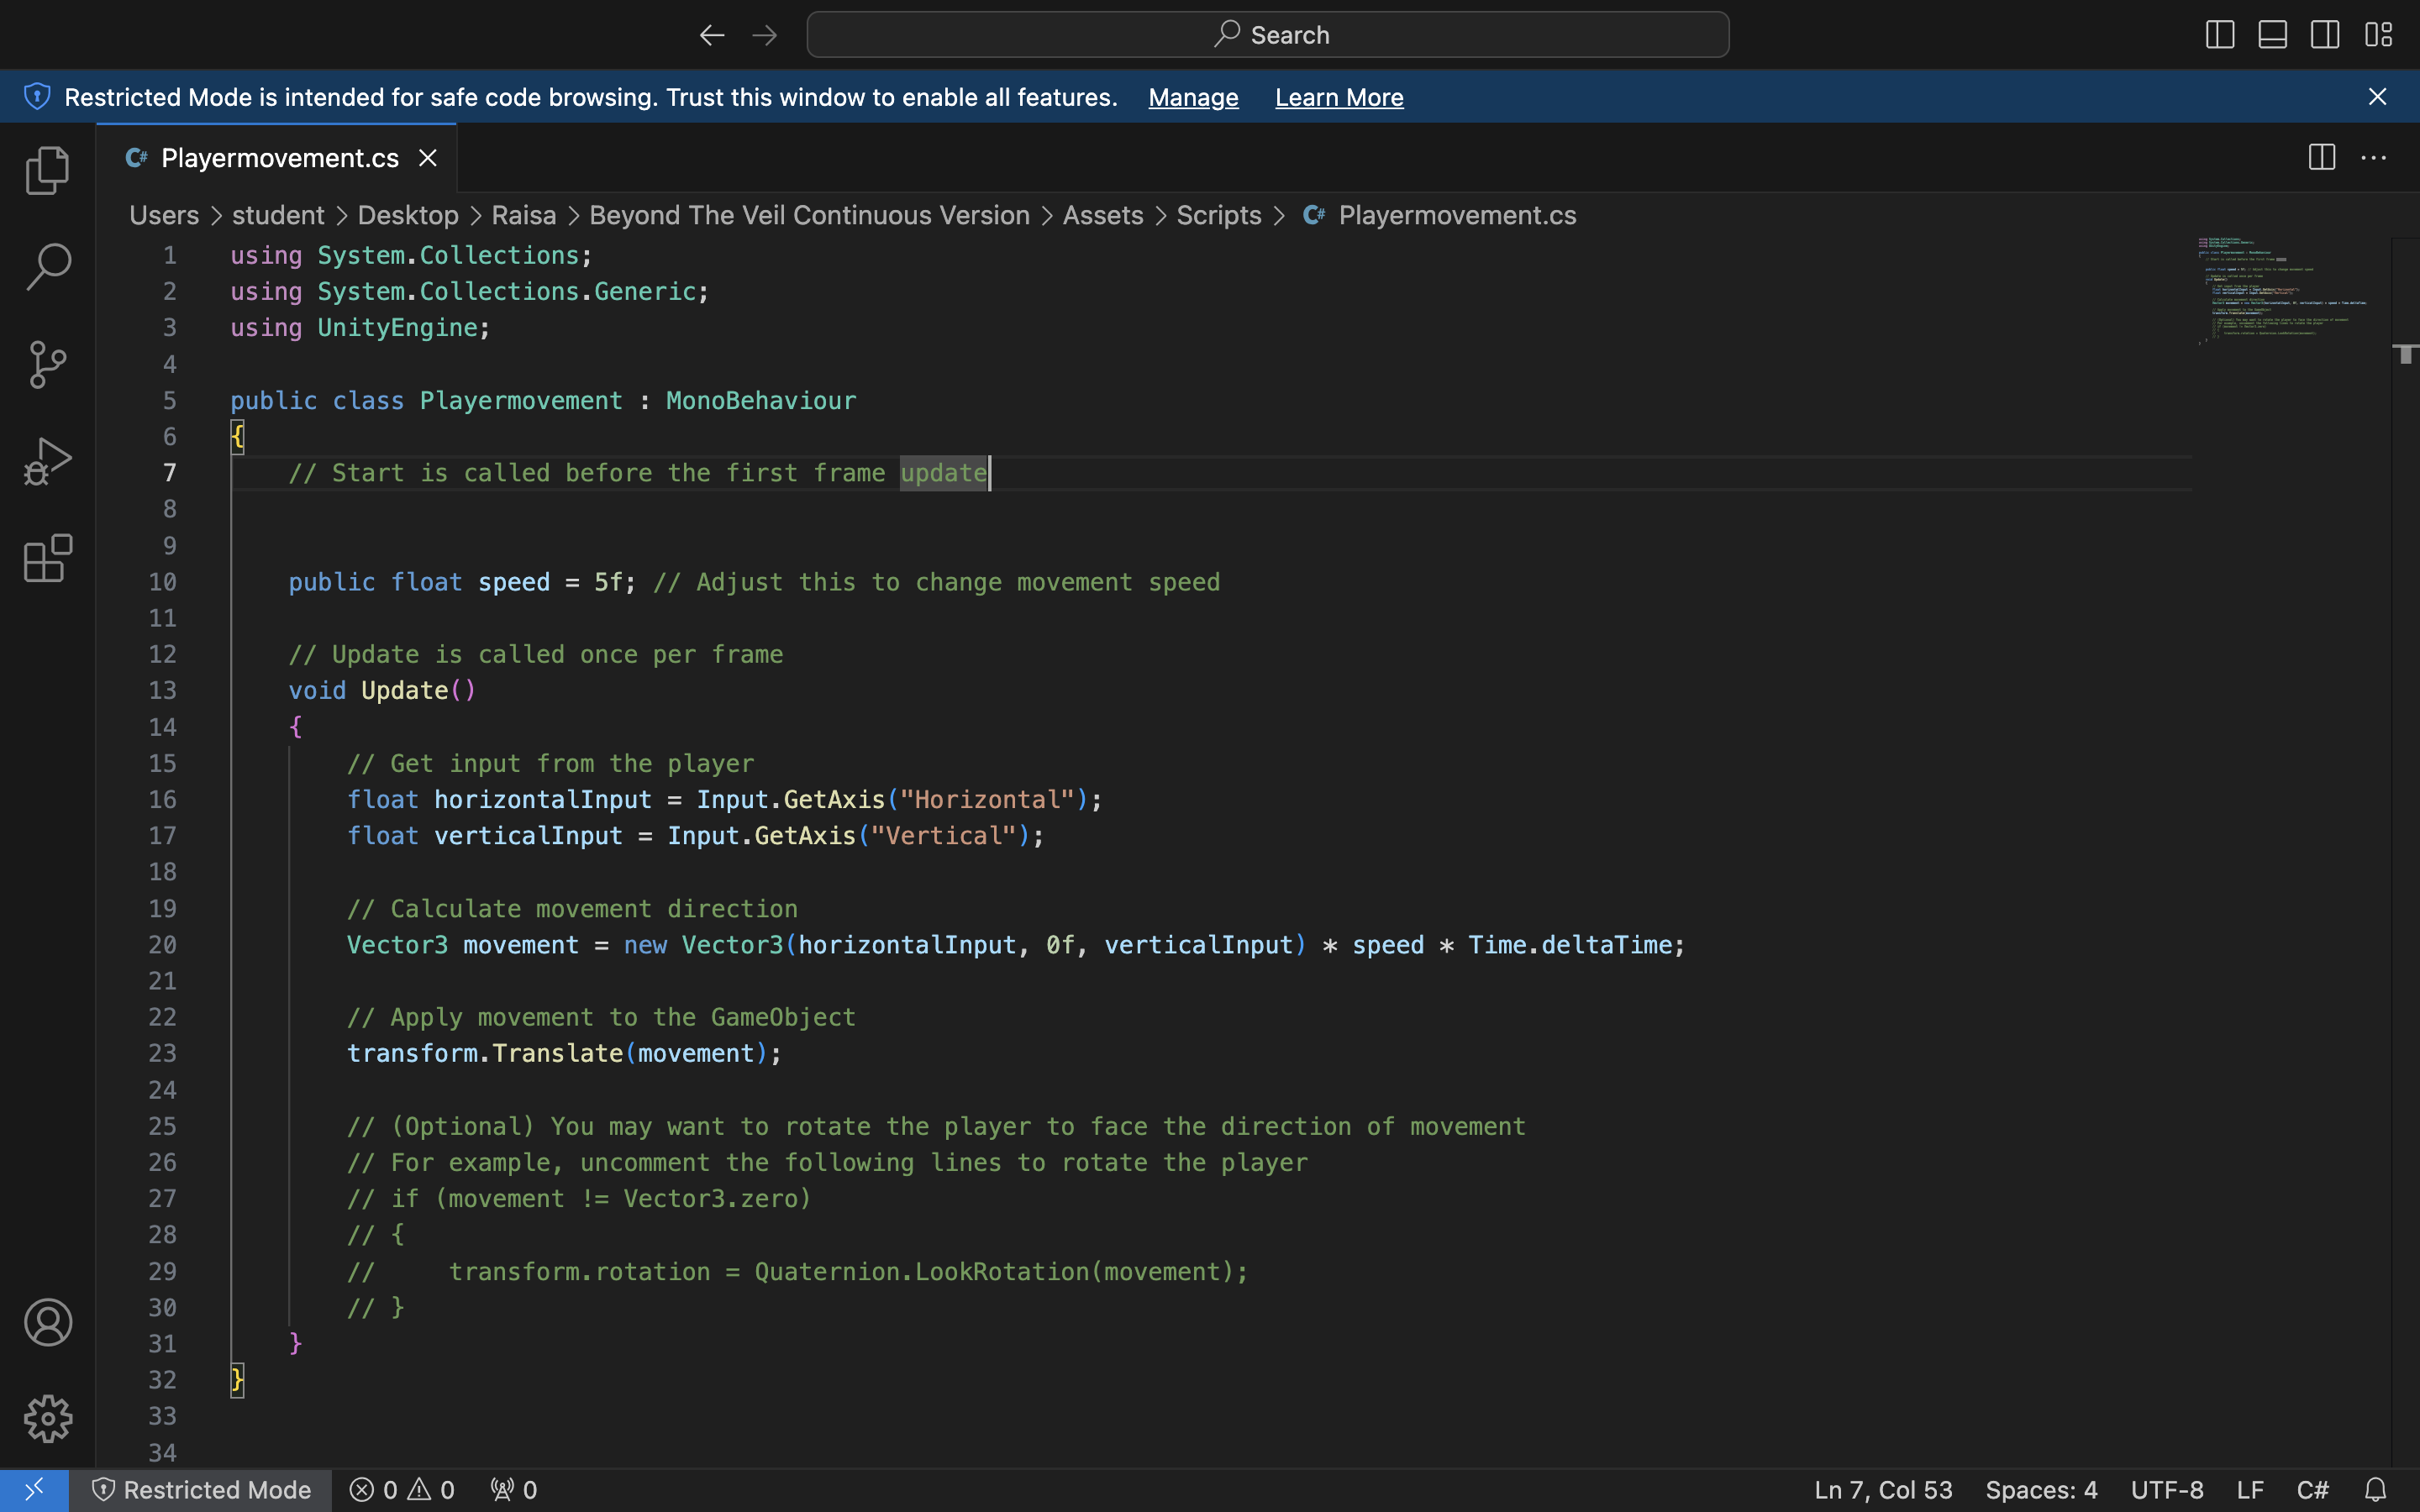 Search
Restricted Mode is intended for safe code browsing. Trust this window to enable all features. Manage Learn More
Playermovement.cs
Users > student > Desktop > Raisa > Beyond The Veil Continuous Version > Assets > Scripts > Playermovement.cs
1 using System.Collections;
2 using System.Collections.Generic;
3 using UnityEngine;
4
5 public class Playermovement : MonoBehaviour
6 {
7     // Start is called before the first frame update
8
9
10     public float speed = 5f; // Adjust this to change movement speed
11
12     // Update is called once per frame
13     void Update()
14     {
15         // Get input from the player
16         float horizontalInput = Input.GetAxis("Horizontal");
17         float verticalInput = Input.GetAxis("Vertical");
18
19         // Calculate movement direction
20         Vector3 movement = new Vector3(horizontalInput, 0f, verticalInput) * speed * Time.deltaTime;
21
22         // Apply movement to the GameObject
23         transform.Translate(movement);
24
25         // (Optional) You may want to rotate the player to face the direction of movement
26         // For example, uncomment the following lines to rotate the player
27         // if (movement != Vector3.zero)
28         // {
29         //     transform.rotation = Quaternion.LookRotation(movement);
30         // }
31     }
32 }
33
34
Restricted Mode 0 0 0 Ln 7, Col 53 Spaces: 4 UTF-8 LF C#